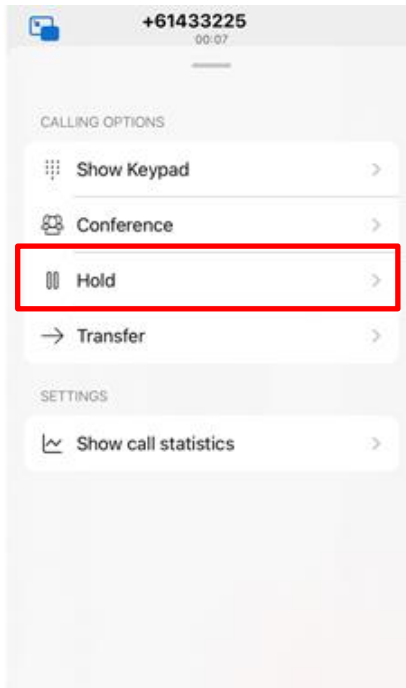 +61433225
00:07
CALLING OPTIONS
Show Keypad
Conference
Hold
Transfer
SETTINGS
Show call statistics